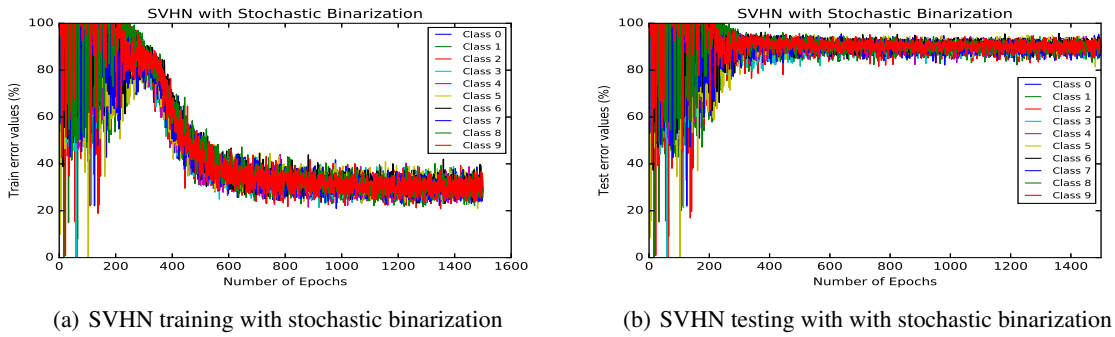 SVHN with Stochastic Binarization
100
80
60
40
20
0
Train error values (%)
0 200 400 600 800 1000 1200 1400 1600
Number of Epochs
Class 0
Class 1
Class 2
Class 3
Class 4
Class 5
Class 6
Class 7
Class 8
Class 9
(a) SVHN training with stochastic binarization
SVHN with Stochastic Binarization
100
80
60
40
20
0
Test error values (%)
0 200 400 600 800 1000 1200 1400
Number of Epochs
Class 0
Class 1
Class 2
Class 3
Class 4
Class 5
Class 6
Class 7
Class 8
Class 9
(b) SVHN testing with with stochastic binarization